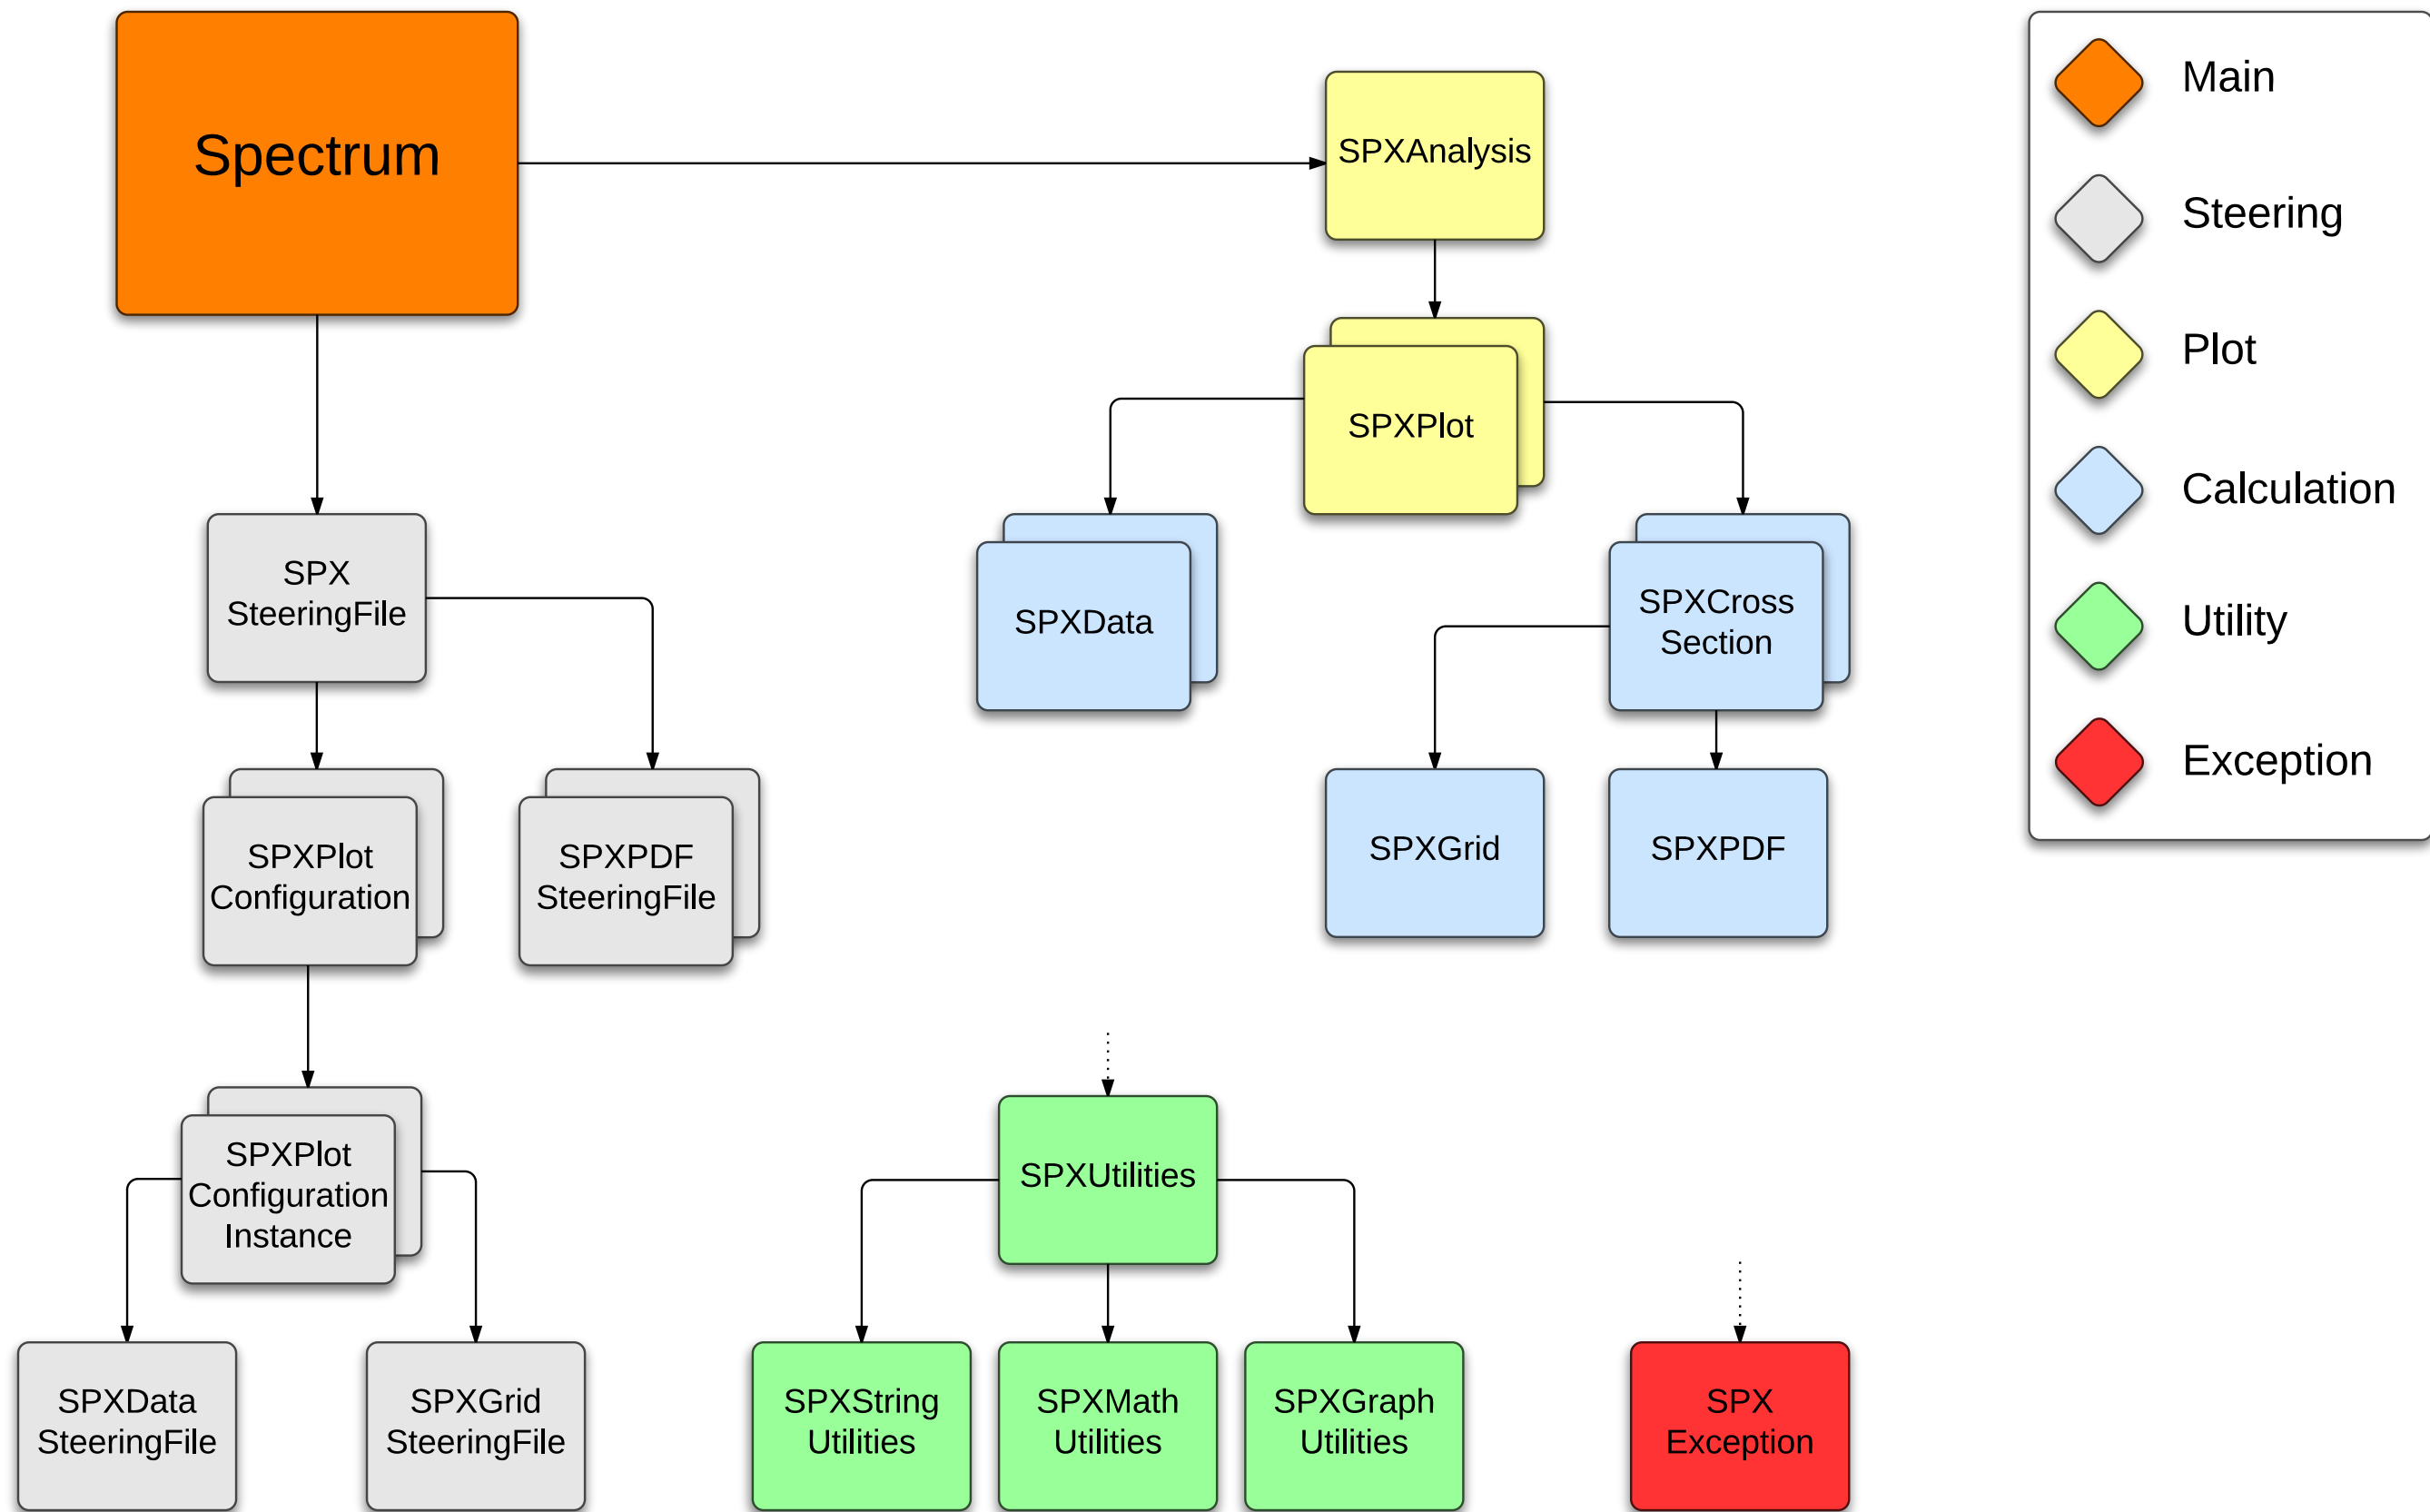 Spectrum
SPXAnalysis
SPXPlot
SPX
SteeringFile
SPXData
SPXCross
Section
SPXPlot
Configuration
SPXPDF
SteeringFile
SPXGrid
SPXPDF
SPXPlot
Configuration
Instance
SPXUtilities
SPXData
SteeringFile
SPXGrid
SteeringFile
SPXString
Utilities
SPXMath
Utilities
SPXGraph
Utilities
SPX
Exception
Main
Steering
Plot
Calculation
Utility
Exception